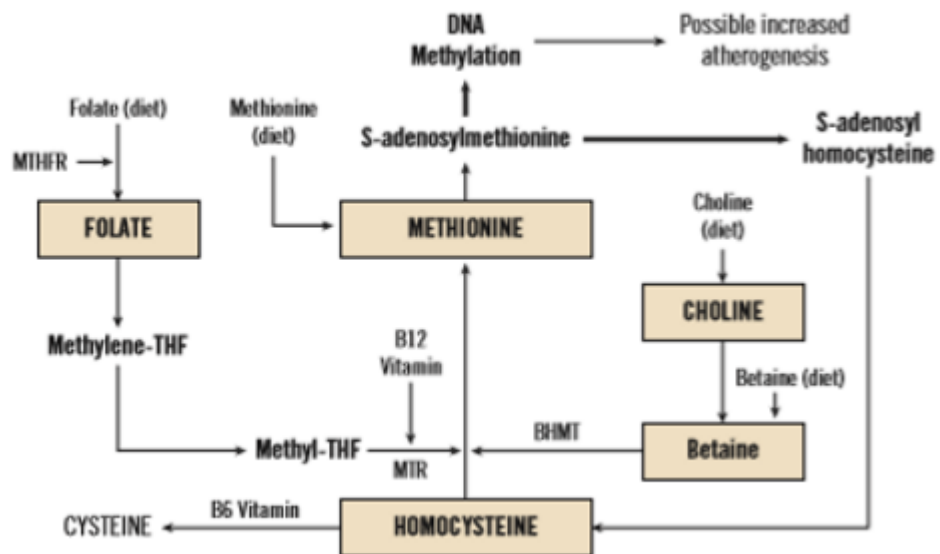 DNA
Methylation
Possible increased
atherogenesis
Folate (diet)
Methionine
(diet)
S-adenosylmethionine
S-adenosyl
homocysteine
MTHFR
FOLATE
METHIONINE
Choline
(diet)
CHOLINE
Methylene-THF
B12
Vitamin
Betaine (diet)
Methyl-THF
MTR
BHMT
Betaine
CYSTEINE
B6 Vitamin
HOMOCYSTEINE